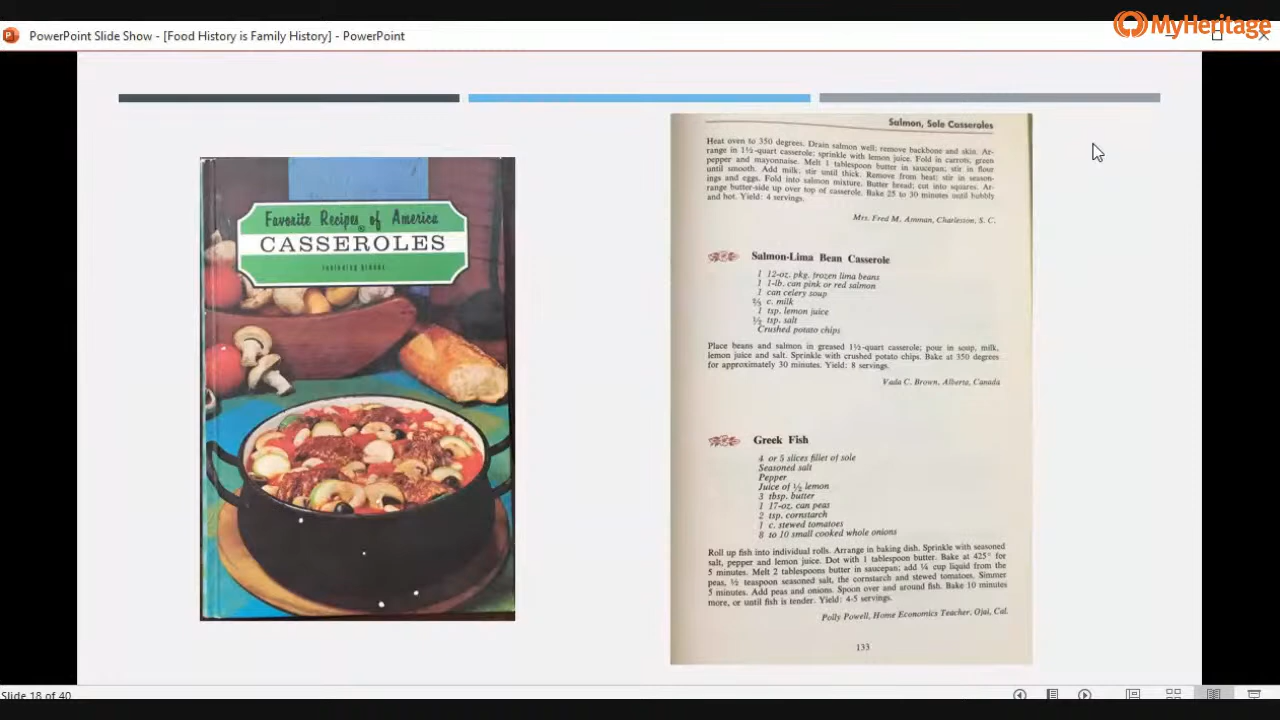 PowerPoint Slide Show - [Food History is Family History] - PowerPoint
MyHeritage
Favorite Recipes of America
CASSEROLES
including breads
Salmon, Sole Casseroles
Heat oven to 350 degrees. Drain salmon well; remove backbone and skin. Ar-
range in 1½-quart casserole; sprinkle with lemon juice. Fold in carrots, green
pepper and mayonnaise. Melt 1 tablespoon butter in saucepan; stir in flour
until smooth. Add milk, stir until thick. Remove from heat; stir in season-
ings and eggs. Fold into salmon mixture. Butter bread; cut into squares. Ar-
range butter-side up over top of casserole. Bake 25 to 30 minutes until bubbly
and hot. Yield: 4 servings.
Mrs. Fred M. Amman, Charleston, S. C.
Salmon-Lima Bean Casserole
1 12-oz. pkg. frozen lima beans
1 1-lb. can pink or red salmon
1 can celery soup
⅔ c. milk
1 tsp. lemon juice
½ tsp. salt
Crushed potato chips
Place beans and salmon in greased 1½-quart casserole; pour in soup, milk,
lemon juice and salt. Sprinkle with crushed potato chips. Bake at 350 degrees
for approximately 30 minutes. Yield: 8 servings.
Vada C. Brown, Alberta, Canada
Greek Fish
4 or 5 slices fillet of sole
Seasoned salt
Pepper
Juice of ½ lemon
3 tbsp. butter
1 17-oz. can peas
2 tsp. cornstarch
1 c. stewed tomatoes
8 to 10 small cooked whole onions
Roll up fish into individual rolls. Arrange in baking dish. Sprinkle with seasoned
salt, pepper and lemon juice. Dot with 1 tablespoon butter. Bake at 425° for
5 minutes. Melt 2 tablespoons butter in saucepan; add ¼ cup liquid from the
peas, ½ teaspoon seasoned salt, the cornstarch and stewed tomatoes. Simmer
5 minutes. Add peas and onions. Spoon over and around fish. Bake 10 minutes
more, or until fish is tender. Yield: 4-5 servings.
Polly Powell, Home Economics Teacher, Ojai, Cal.
133
Slide 18 of 40